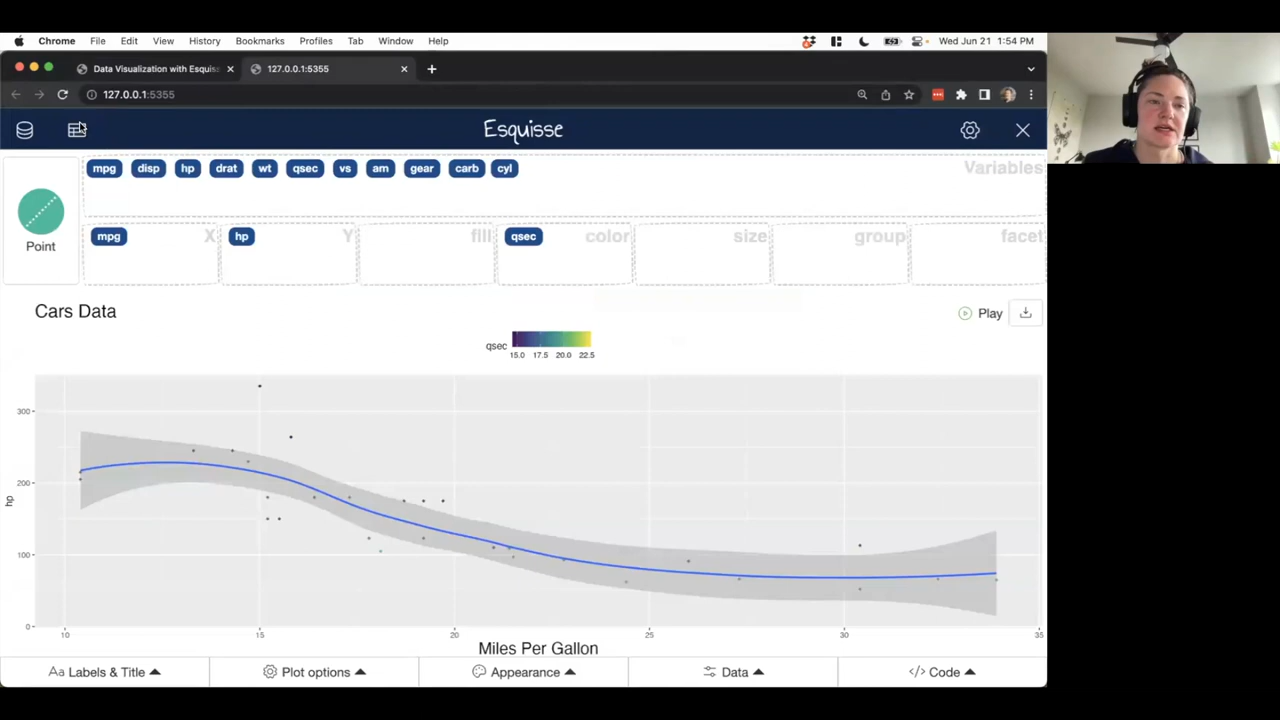 Chrome File Edit View History Bookmarks Profiles Tab Window Help Wed Jun 21 1:54 PM
Data Visualization with Esquiss 127.0.0.1:5355
127.0.0.1:5355
Esquisse
mpg disp hp drat wt qsec vs am gear carb cyl Variables
Point
mpg X hp Y fill qsec color size group facet
Cars Data
Play
qsec
15.0 17.5 20.0 22.5
300
200
100
0
hp
10 15 20 25 30 35
Miles Per Gallon
Aa Labels & Title Plot options Appearance Data </> Code